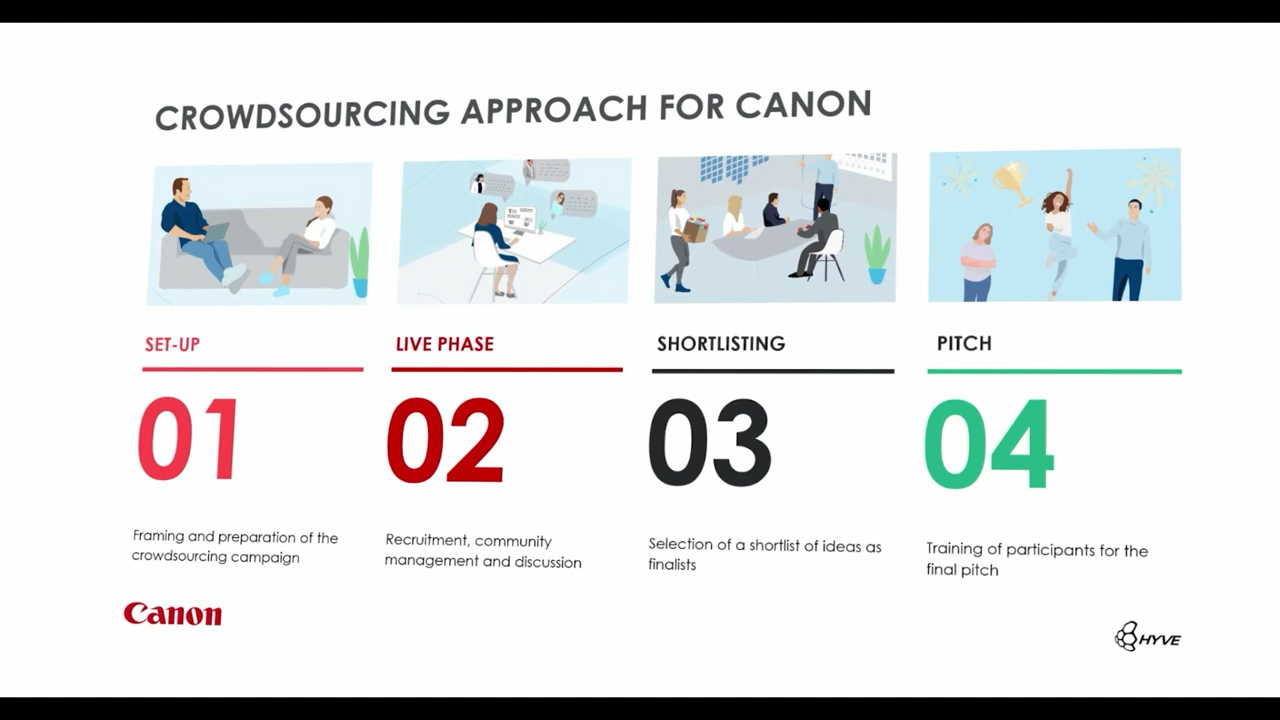 CROWDSOURCING APPROACH FOR CANON
SET-UP
01
Framing and preparation of the
crowdsourcing campaign
LIVE PHASE
02
Recruitment, community
management and discussion
SHORTLISTING
03
Selection of a shortlist of ideas as
finalists
PITCH
04
Training of participants for the
final pitch
Canon
HYVE